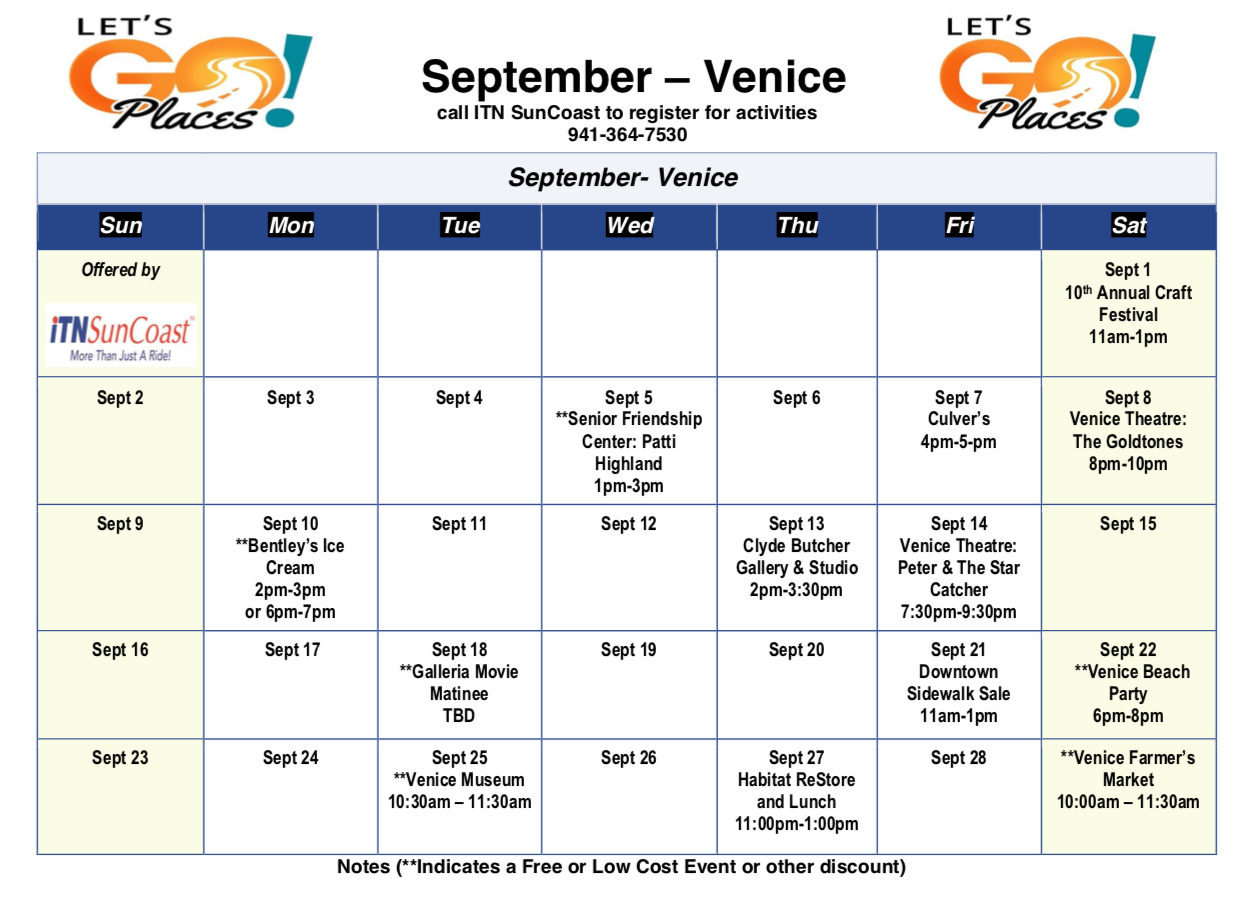 LET'S
GO!
Places
September – Venice
call ITN SunCoast to register for activities
941-364-7530
LET'S
GO!
Places
September- Venice
Sun
Mon
Tue
Wed
Thu
Fri
Sat
Offered by
iTNSunCoast™
More Than Just A Ride!
Sept 1
10th Annual Craft
Festival
11am-1pm
Sept 2
Sept 3
Sept 4
Sept 5
**Senior Friendship
Center: Patti
Highland
1pm-3pm
Sept 6
Sept 7
Culver's
4pm-5-pm
Sept 8
Venice Theatre:
The Goldtones
8pm-10pm
Sept 9
Sept 10
**Bentley's Ice
Cream
2pm-3pm
or 6pm-7pm
Sept 11
Sept 12
Sept 13
Clyde Butcher
Gallery & Studio
2pm-3:30pm
Sept 14
Venice Theatre:
Peter & The Star
Catcher
7:30pm-9:30pm
Sept 15
Sept 16
Sept 17
Sept 18
**Galleria Movie
Matinee
TBD
Sept 19
Sept 20
Sept 21
Downtown
Sidewalk Sale
11am-1pm
Sept 22
**Venice Beach
Party
6pm-8pm
Sept 23
Sept 24
Sept 25
**Venice Museum
10:30am – 11:30am
Sept 26
Sept 27
Habitat ReStore
and Lunch
11:00pm-1:00pm
Sept 28
**Venice Farmer's
Market
10:00am – 11:30am
Notes (**Indicates a Free or Low Cost Event or other discount)